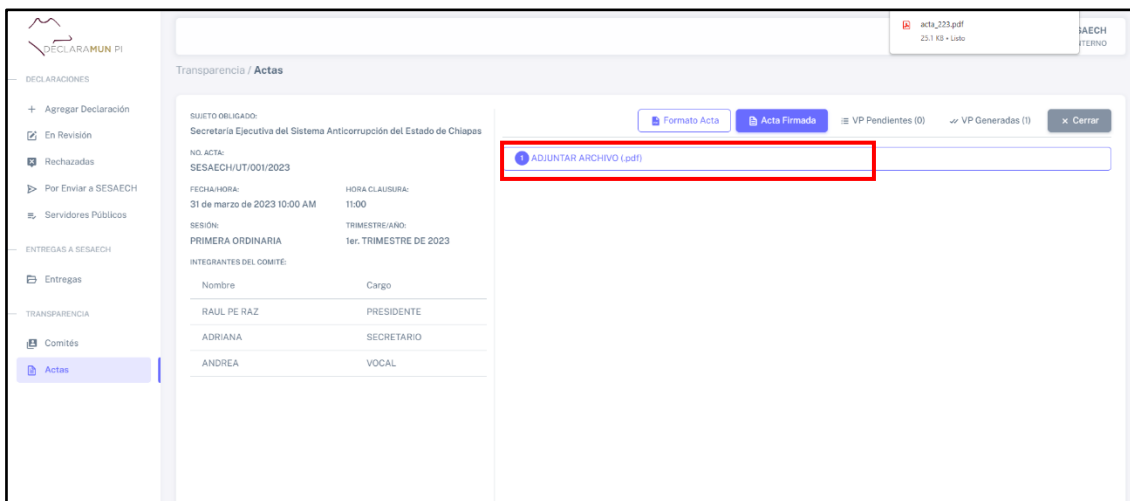 DECLARAMUN PI
DECLARACIONES
+ Agregar Declaración
En Revisión
Rechazadas
Por Enviar a SESAECH
Servidores Públicos
ENTREGAS A SESAECH
Entregas
TRANSPARENCIA
Comités
Actas
acta_223.pdf
25.1 KB • Listo
SAECH
TERNO
Transparencia / Actas
SUJETO OBLIGADO:
Secretaría Ejecutiva del Sistema Anticorrupción del Estado de Chiapas
NO. ACTA:
SESAECH/UT/001/2023
FECHA/HORA: HORA CLAUSURA:
31 de marzo de 2023 10:00 AM 11:00
SESIÓN: TRIMESTRE/AÑO:
PRIMERA ORDINARIA 1er. TRIMESTRE DE 2023
INTEGRANTES DEL COMITÉ:
Nombre Cargo
RAUL PE RAZ PRESIDENTE
ADRIANA SECRETARIO
ANDREA VOCAL
Formato Acta Acta Firmada VP Pendientes (0) VP Generadas (1) × Cerrar
1 ADJUNTAR ARCHIVO (.pdf)